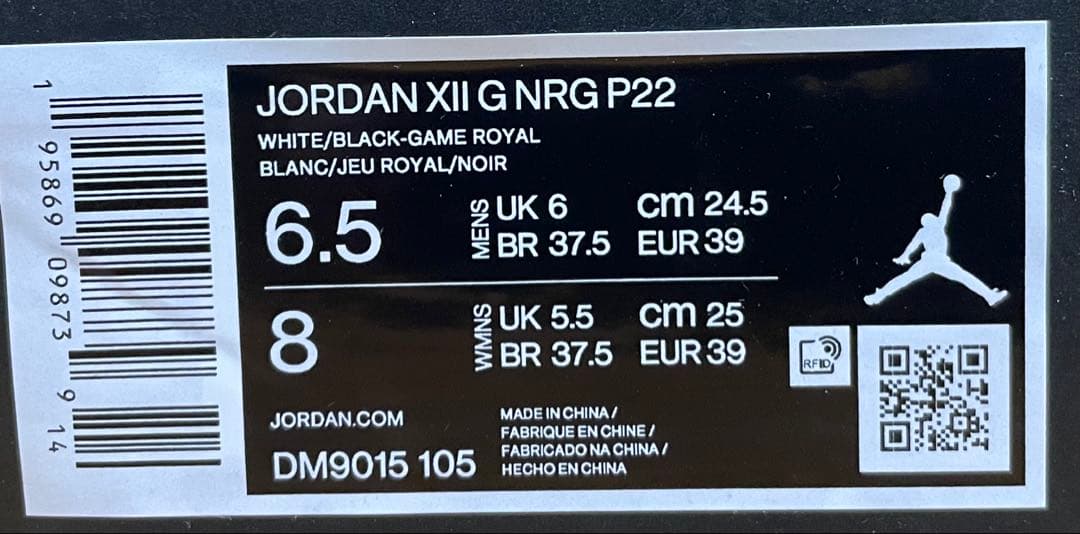 JORDAN XII G NRG P22
WHITE/BLACK-GAME ROYAL
BLANC/JEU ROYAL/NOIR
6.5 MENS UK 6 cm 24.5
BR 37.5 EUR 39
8 WMNS UK 5.5 cm 25
BR 37.5 EUR 39
RFID
JORDAN.COM
DM9015 105
MADE IN CHINA /
FABRIQUE EN CHINE /
FABRICADO NA CHINA /
HECHO EN CHINA
1 95869 09873 9 14